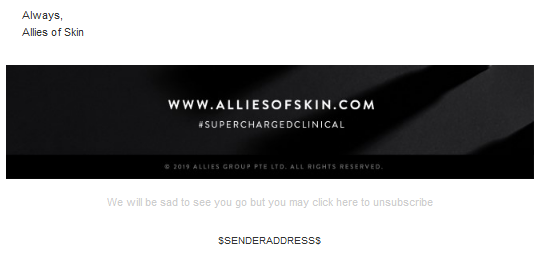 Always,
Allies of Skin
WWW.ALLIESOFSKIN.COM
#SUPERCHARGEDCLINICAL
© 2019 ALLIES GROUP PTE LTD. ALL RIGHTS RESERVED.
We will be sad to see you go but you may click here to unsubscribe
$SENDERADDRESS$